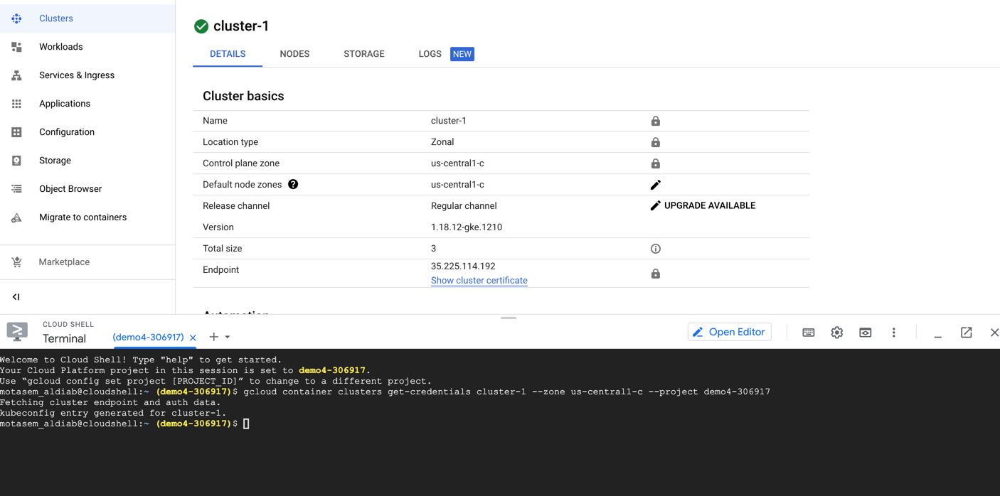 Clusters
Workloads
Services & Ingress
Applications
Configuration
Storage
Object Browser
Migrate to containers
Marketplace
cluster-1
DETAILS NODES STORAGE LOGS NEW
Cluster basics
Name cluster-1
Location type Zonal
Control plane zone us-central1-c
Default node zones us-central1-c
Release channel Regular channel UPGRADE AVAILABLE
Version 1.18.12-gke.1210
Total size 3
Endpoint 35.225.114.192
Show cluster certificate
Automation
CLOUD SHELL
Terminal (demo4-306917) Open Editor
Welcome to Cloud Shell! Type "help" to get started.
Your Cloud Platform project in this session is set to demo4-306917.
Use “gcloud config set project [PROJECT_ID]” to change to a different project.
motasem_aldiab@cloudshell:~ (demo4-306917)$ gcloud container clusters get-credentials cluster-1 --zone us-central1-c --project demo4-306917
Fetching cluster endpoint and auth data.
kubeconfig entry generated for cluster-1.
motasem_aldiab@cloudshell:~ (demo4-306917)$